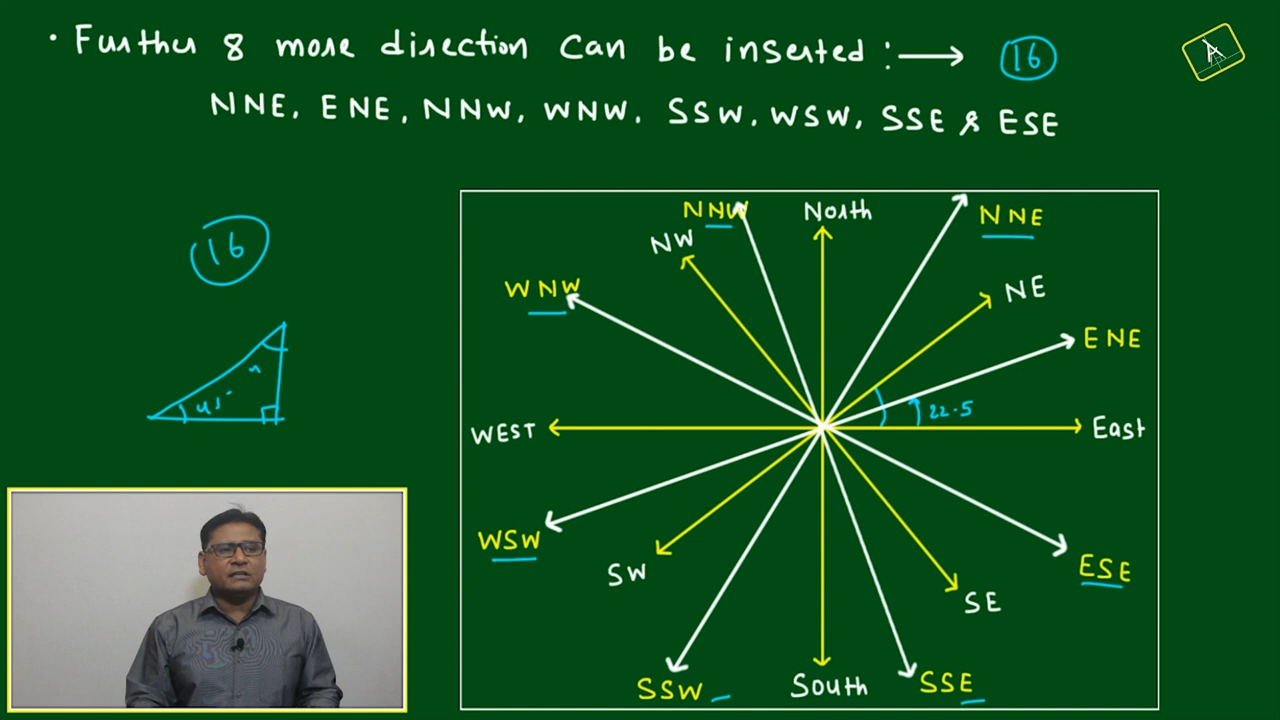 • Further 8 more direction can be inserted :⟶ 16
NNE, ENE, NNW, WNW, SSW, WSW, SSE & ESE
16
45°
NNW
North
NNE
NW
WNW
NE
ENE
22.5
WEST
East
WSW
SW
ESE
SE
SSW
South
SSE
A